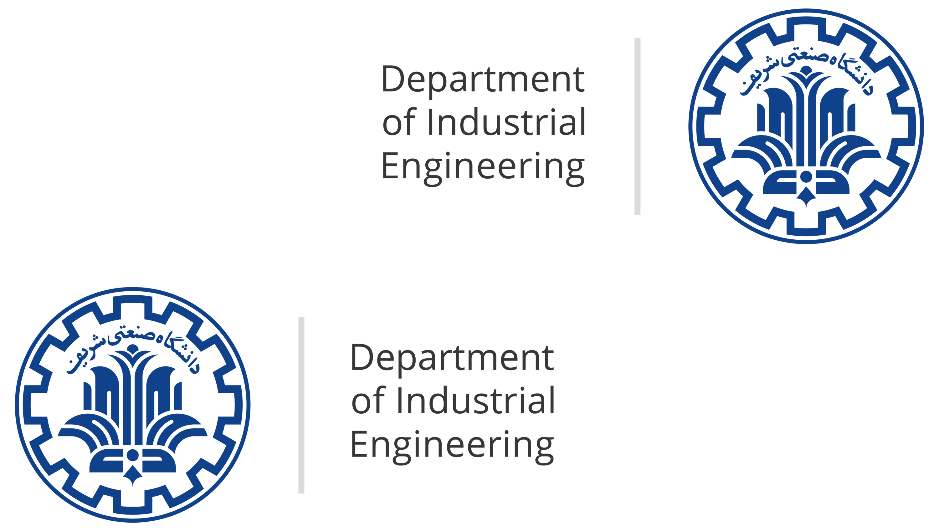 Department
of Industrial
Engineering
دانشگاه صنعتی شریف
دانشگاه صنعتی شریف
Department
of Industrial
Engineering